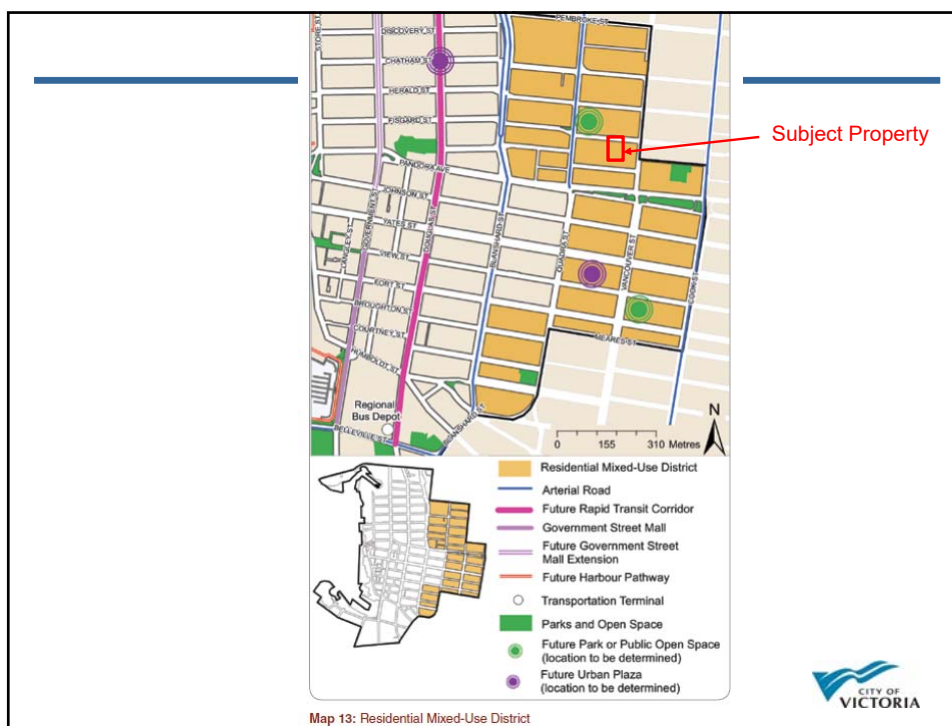 PEMBROKE ST
STORE ST
DISCOVERY ST
CHATHAM ST
HERALD ST
FISGARD ST
Subject Property
PANDORA AVE
JOHNSON ST
GOVERNMENT ST
DOUGLAS ST
YATES ST
LANGLEY ST
VIEW ST
BLANSHARD ST
QUADRA ST
VANCOUVER ST
COOK ST
FORT ST
BROUGHTON ST
COURTNEY ST
MEARES ST
HUMBOLDT ST
Regional
Bus Depot
BELLEVILLE ST
BLANSHARD ST
N
0 155 310 Metres
Residential Mixed-Use District
Arterial Road
Future Rapid Transit Corridor
Government Street Mall
Future Government Street
Mall Extension
Future Harbour Pathway
Transportation Terminal
Parks and Open Space
Future Park or Public Open Space
(location to be determined)
Future Urban Plaza
(location to be determined)
CITY OF
VICTORIA
Map 13: Residential Mixed-Use District